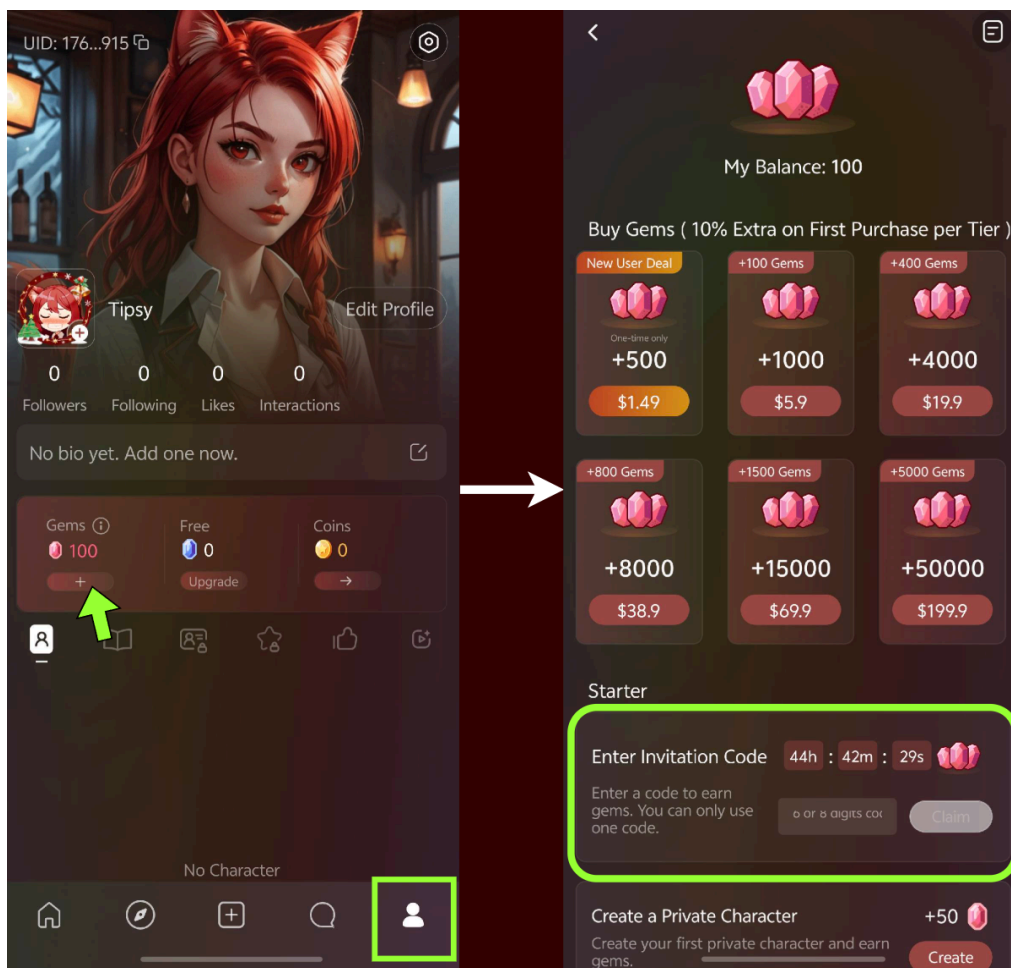 UID: 176...915
Tipsy
Edit Profile
0 0 0 0
Followers Following Likes Interactions
No bio yet. Add one now.
Gems Free Coins
100 0 0
+ Upgrade →
No Character
My Balance: 100
Buy Gems ( 10% Extra on First Purchase per Tier )
New User Deal +100 Gems +400 Gems
One-time only
+500 +1000 +4000
$1.49 $5.9 $19.9
+800 Gems +1500 Gems +5000 Gems
+8000 +15000 +50000
$38.9 $69.9 $199.9
Starter
Enter Invitation Code 44h : 42m : 29s
Enter a code to earn
gems. You can only use
one code.
6 or 8 digits coc
Claim
Create a Private Character +50
Create your first private character and earn
gems.
Create